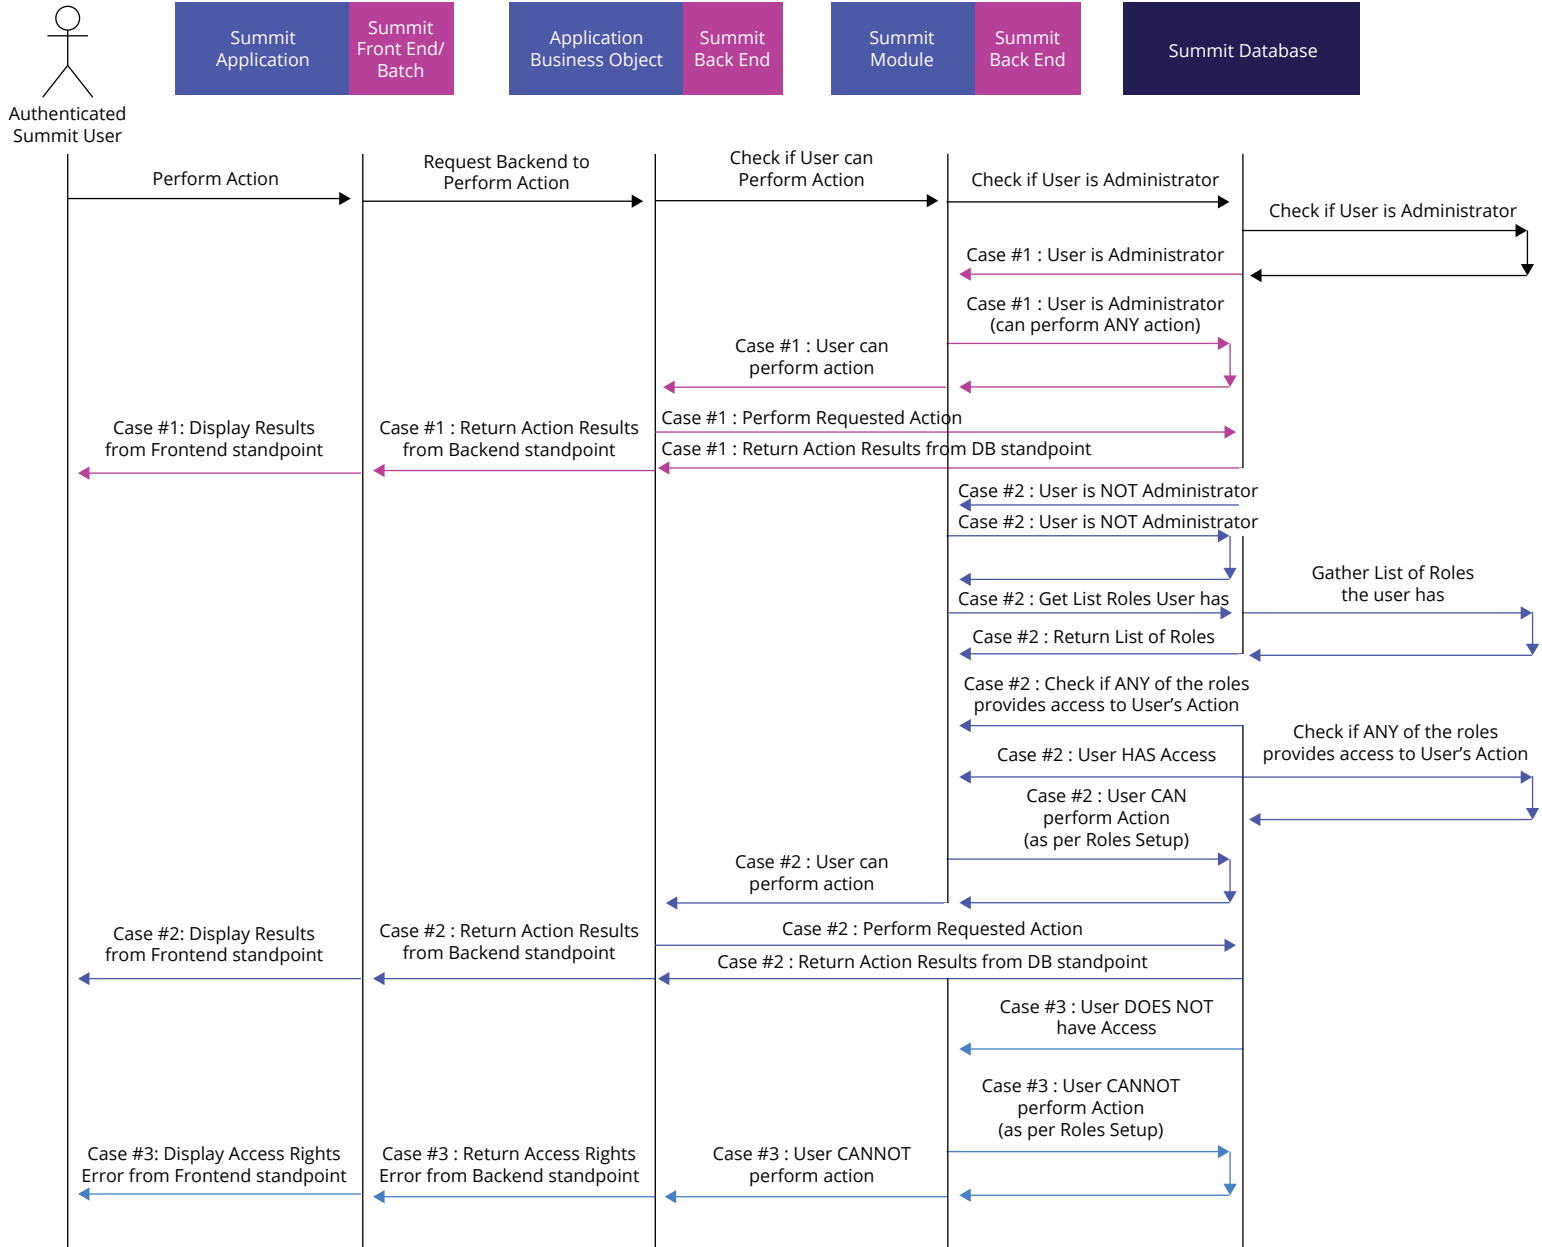 Authenticated
Summit User
Summit
Application
Summit
Front End/
Batch
Application
Business Object
Summit
Back End
Summit
Module
Summit
Back End
Summit Database
Perform Action
Request Backend to
Perform Action
Check if User can
Perform Action
Check if User is Administrator
Check if User is Administrator
Case #1 : User is Administrator
Case #1 : User is Administrator
(can perform ANY action)
Case #1 : User can
perform action
Case #1 : Perform Requested Action
Case #1: Display Results
from Frontend standpoint
Case #1 : Return Action Results
from Backend standpoint
Case #1 : Return Action Results from DB standpoint
Case #2 : User is NOT Administrator
Case #2 : User is NOT Administrator
Gather List of Roles
the user has
Case #2 : Get List Roles User has
Case #2 : Return List of Roles
Case #2 : Check if ANY of the roles
provides access to User’s Action
Check if ANY of the roles
provides access to User’s Action
Case #2 : User HAS Access
Case #2 : User CAN
perform Action
(as per Roles Setup)
Case #2 : User can
perform action
Case #2: Display Results
from Frontend standpoint
Case #2 : Return Action Results
from Backend standpoint
Case #2 : Perform Requested Action
Case #2 : Return Action Results from DB standpoint
Case #3 : User DOES NOT
have Access
Case #3 : User CANNOT
perform Action
(as per Roles Setup)
Case #3: Display Access Rights
Error from Frontend standpoint
Case #3 : Return Access Rights
Error from Backend standpoint
Case #3 : User CANNOT
perform action